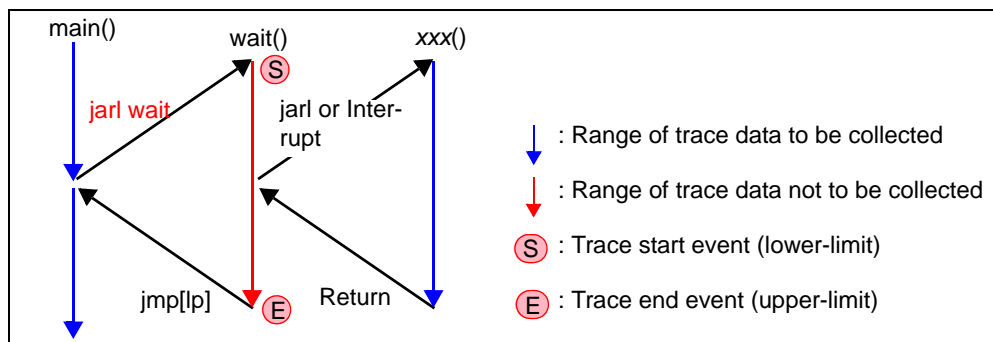 main()
wait()
xxx()
S
jarl wait
jarl or Inter-
rupt
jmp[lp]
E
Return
: Range of trace data to be collected
: Range of trace data not to be collected
S : Trace start event (lower-limit)
E : Trace end event (upper-limit)